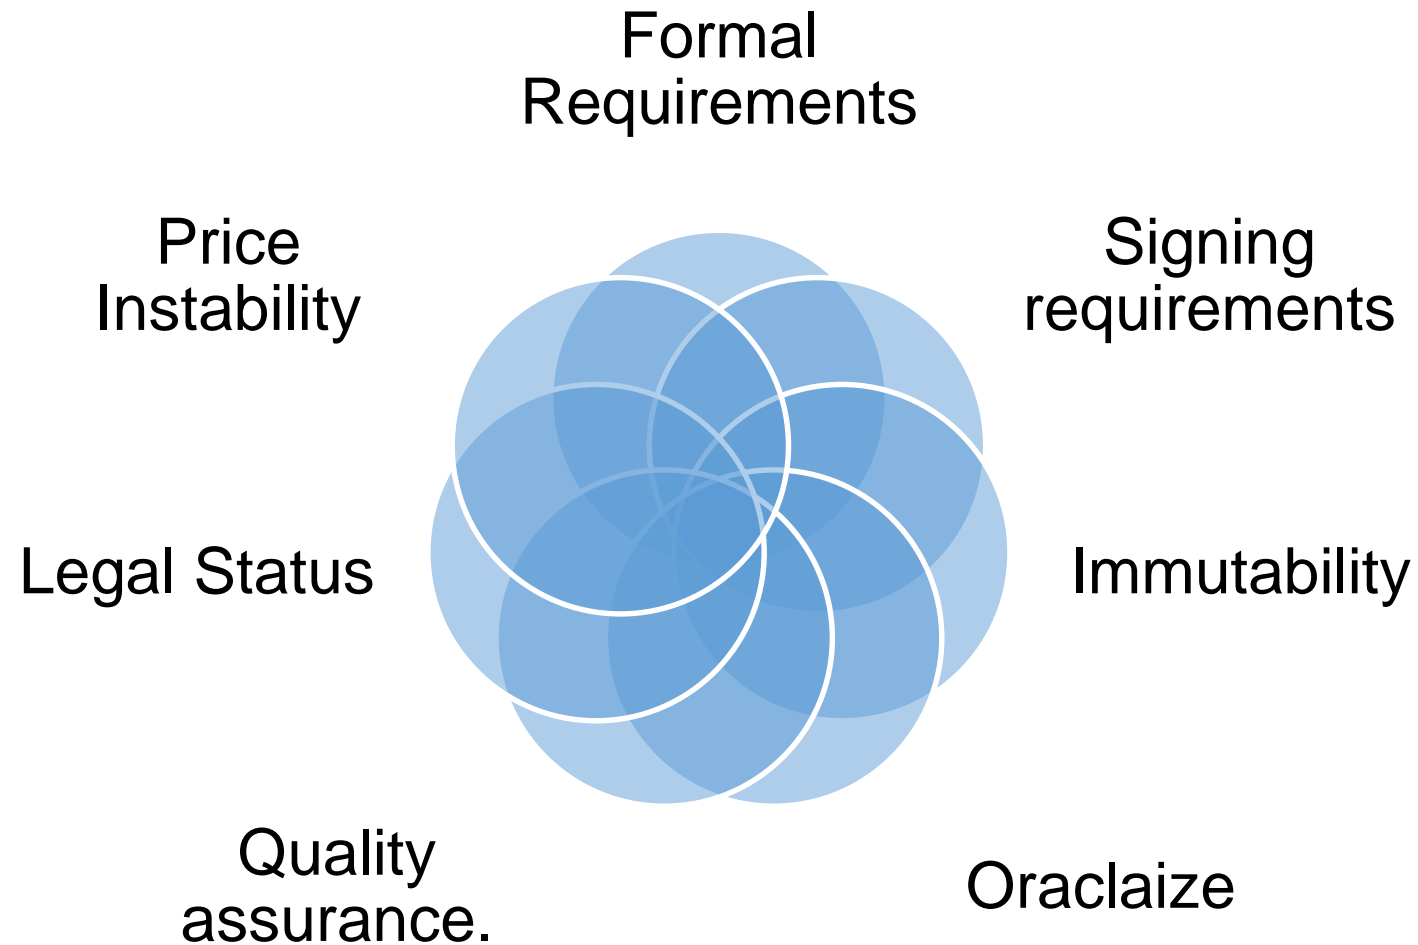 Formal
Requirements
Price
Instability
Signing
requirements
Legal Status
Immutability
Quality
assurance.
Oraclaize